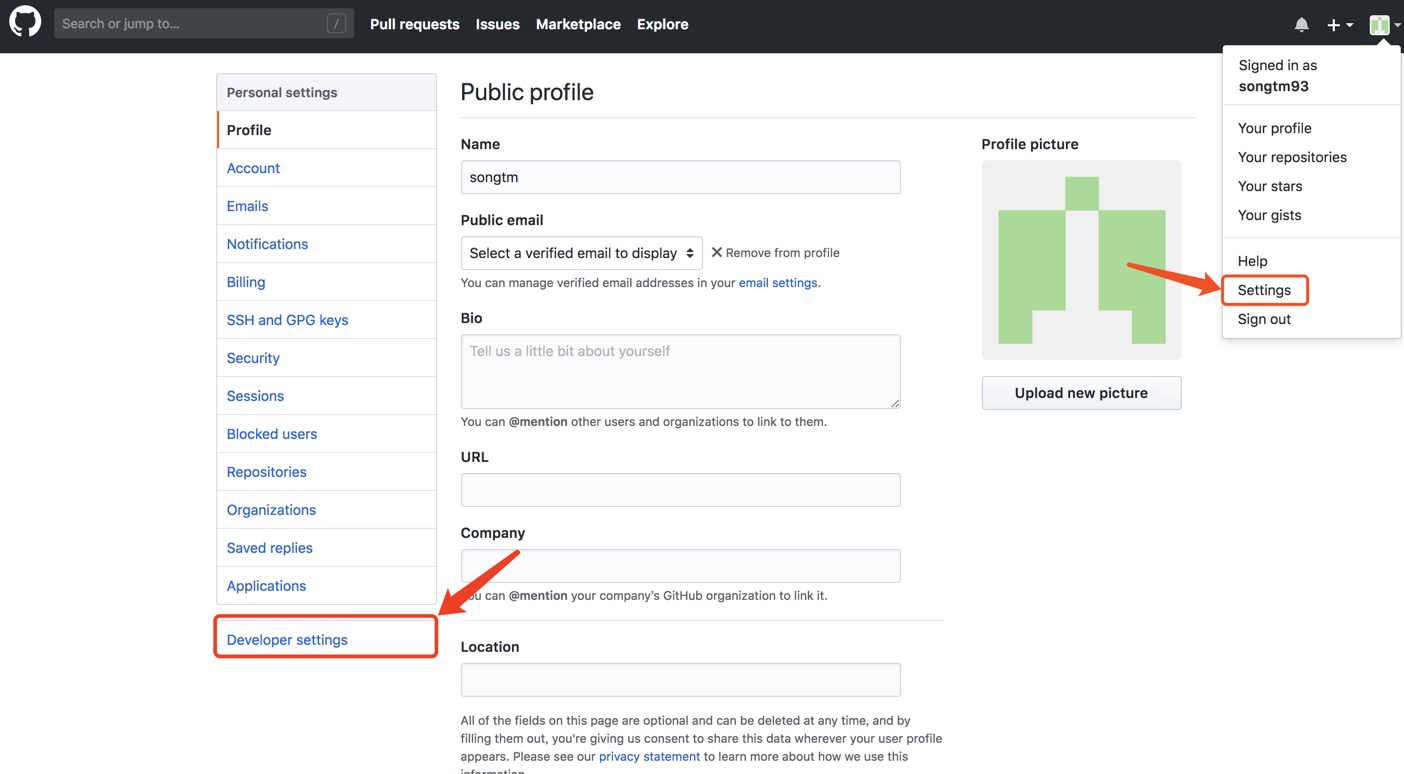 Search or jump to... /
Pull requests Issues Marketplace Explore
Signed in as
songtm93
Your profile
Your repositories
Your stars
Your gists
Help
Settings
Sign out
Personal settings
Profile
Account
Emails
Notifications
Billing
SSH and GPG keys
Security
Sessions
Blocked users
Repositories
Organizations
Saved replies
Applications
Developer settings
Public profile
Name
songtm
Public email
Select a verified email to display
Remove from profile
You can manage verified email addresses in your email settings.
Bio
Tell us a little bit about yourself
You can @mention other users and organizations to link to them.
URL
Company
You can @mention your company's GitHub organization to link it.
Location
All of the fields on this page are optional and can be deleted at any time, and by
filling them out, you're giving us consent to share this data wherever your user profile
appears. Please see our privacy statement to learn more about how we use this
information.
Profile picture
Upload new picture